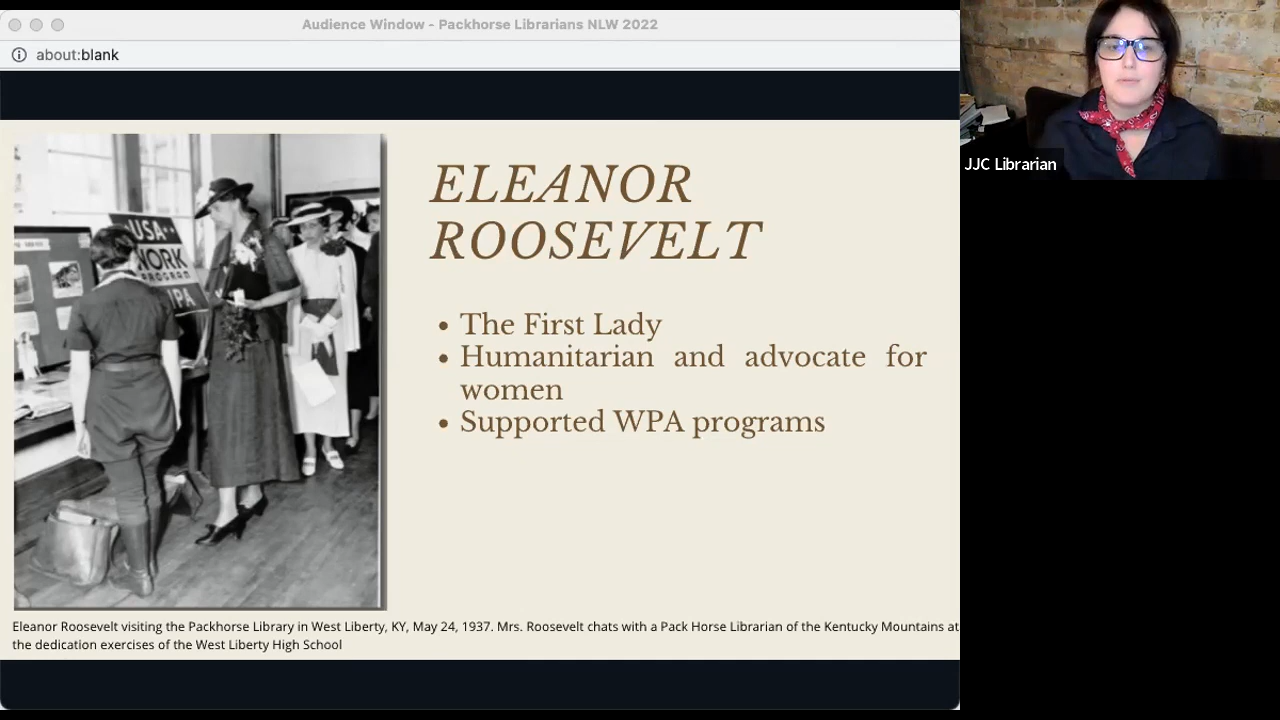 Audience Window - Packhorse Librarians NLW 2022
about:blank
JJC Librarian
ELEANOR
ROOSEVELT
USA
WORK
PROGRAM
WPA
• The First Lady
• Humanitarian and advocate for
women
• Supported WPA programs
Eleanor Roosevelt visiting the Packhorse Library in West Liberty, KY, May 24, 1937. Mrs. Roosevelt chats with a Pack Horse Librarian of the Kentucky Mountains at
the dedication exercises of the West Liberty High School